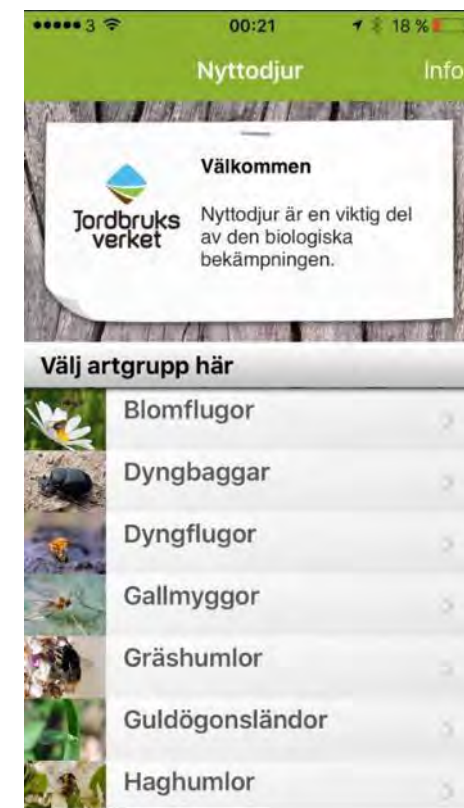 3 00:21 18 %
Nyttodjur Info
Jordbruks
verket
Välkommen
Nyttodjur är en viktig del
av den biologiska
bekämpningen.
Välj artgrupp här
Blomflugor
Dyngbaggar
Dyngflugor
Gallmyggor
Gräshumlor
Guldögonsländor
Haghumlor